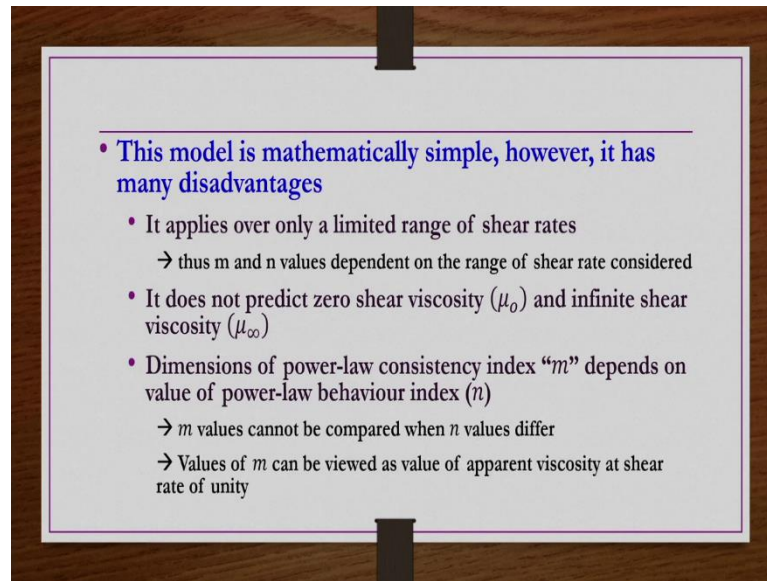 • This model is mathematically simple, however, it has
many disadvantages
• It applies over only a limited range of shear rates
→ thus m and n values dependent on the range of shear rate considered
• It does not predict zero shear viscosity (μₒ) and infinite shear
viscosity (μ∞)
• Dimensions of power-law consistency index “m” depends on
value of power-law behaviour index (n)
→ m values cannot be compared when n values differ
→ Values of m can be viewed as value of apparent viscosity at shear
rate of unity